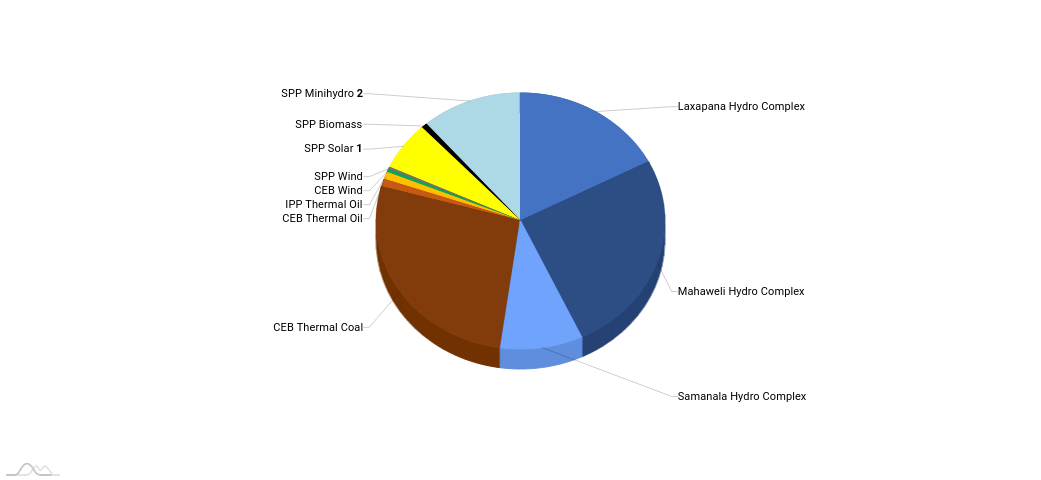 SPP Minihydro 2
Laxapana Hydro Complex
SPP Biomass
SPP Solar 1
SPP Wind
CEB Wind
IPP Thermal Oil
CEB Thermal Oil
Mahaweli Hydro Complex
CEB Thermal Coal
Samanala Hydro Complex